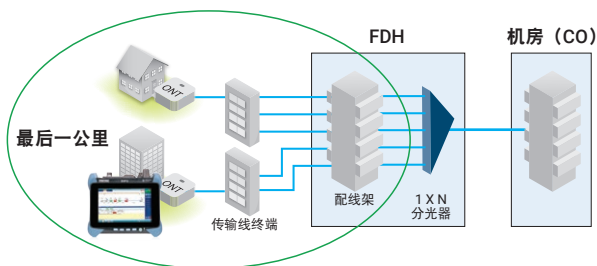 FDH
机房（CO）
ONT
最后一公里
ONT
传输线终端
配线架
1 X N
分光器